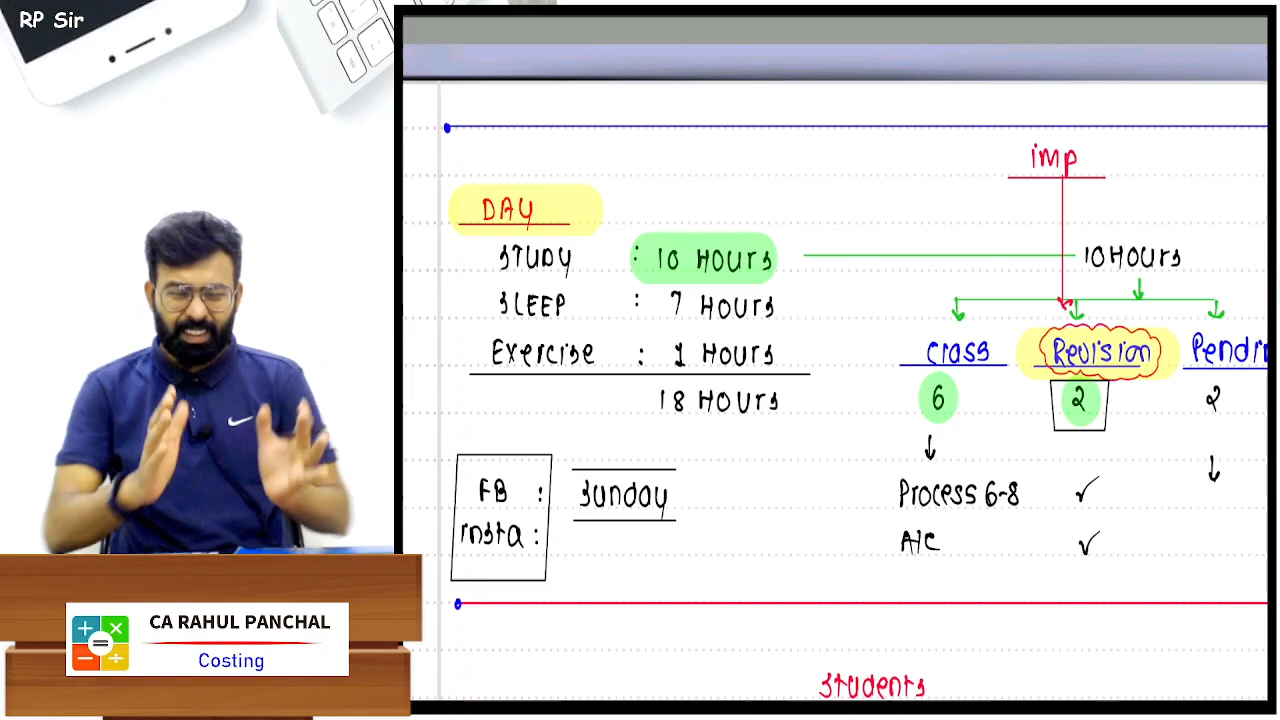 RP Sir
imp
DAY
STUDY : 10 HOURS
10 HOURS
SLEEP : 7 HOURS
Exercise : 1 HOURS
Class Revision
18 HOURS
6 2 2
FB : Sunday
insta :
Process 6-8 ✓
A/C ✓
CA RAHUL PANCHAL
Costing
Students